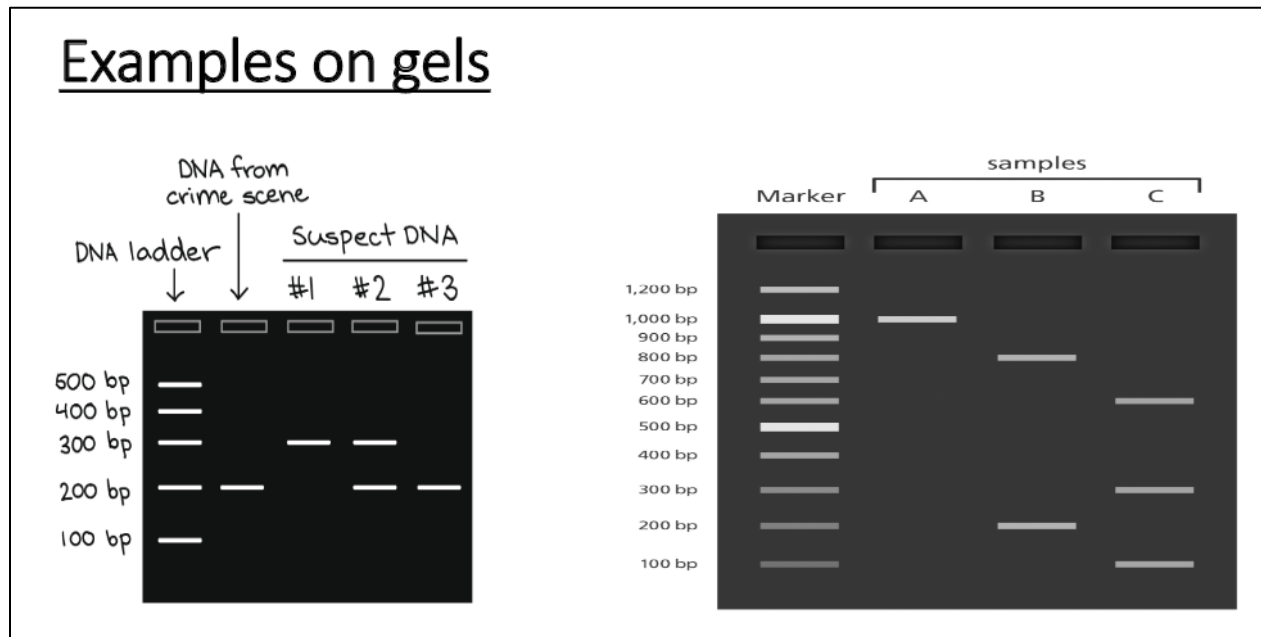 Examples on gels
DNA from
crime scene
DNA ladder
Suspect DNA
#1 #2 #3
500 bp
400 bp
300 bp
200 bp
100 bp
samples
Marker A B C
1,200 bp
1,000 bp
900 bp
800 bp
700 bp
600 bp
500 bp
400 bp
300 bp
200 bp
100 bp